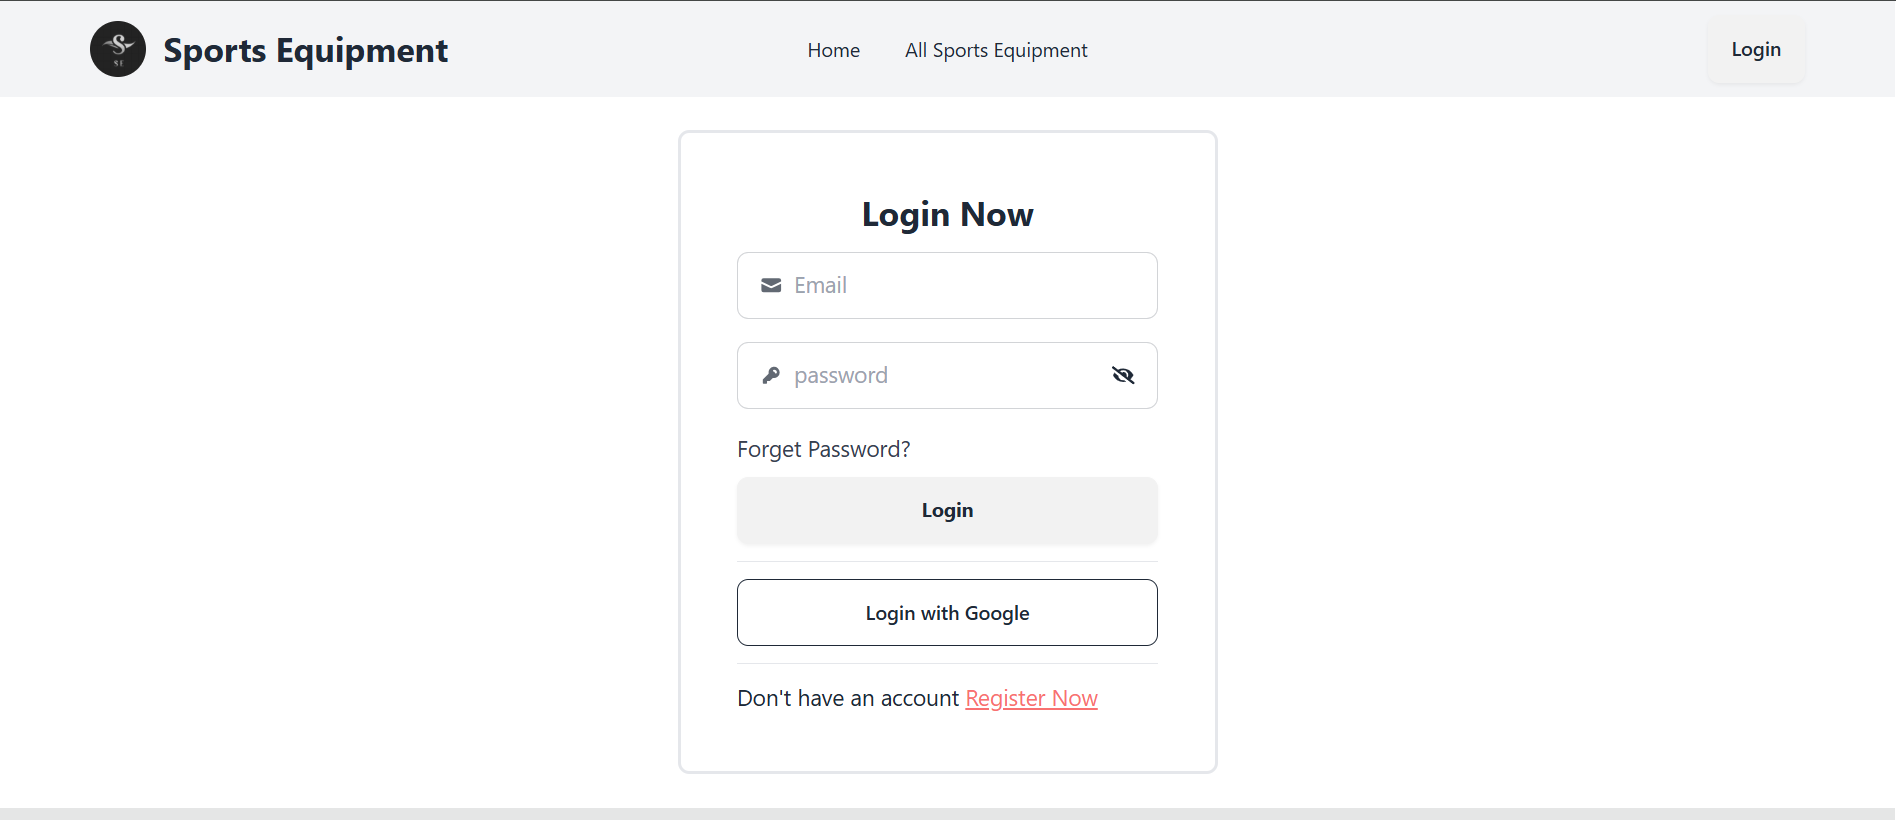 S E
Sports Equipment
Home
All Sports Equipment
Login
Login Now
Email
password
Forget Password?
Login
Login with Google
Don't have an account Register Now